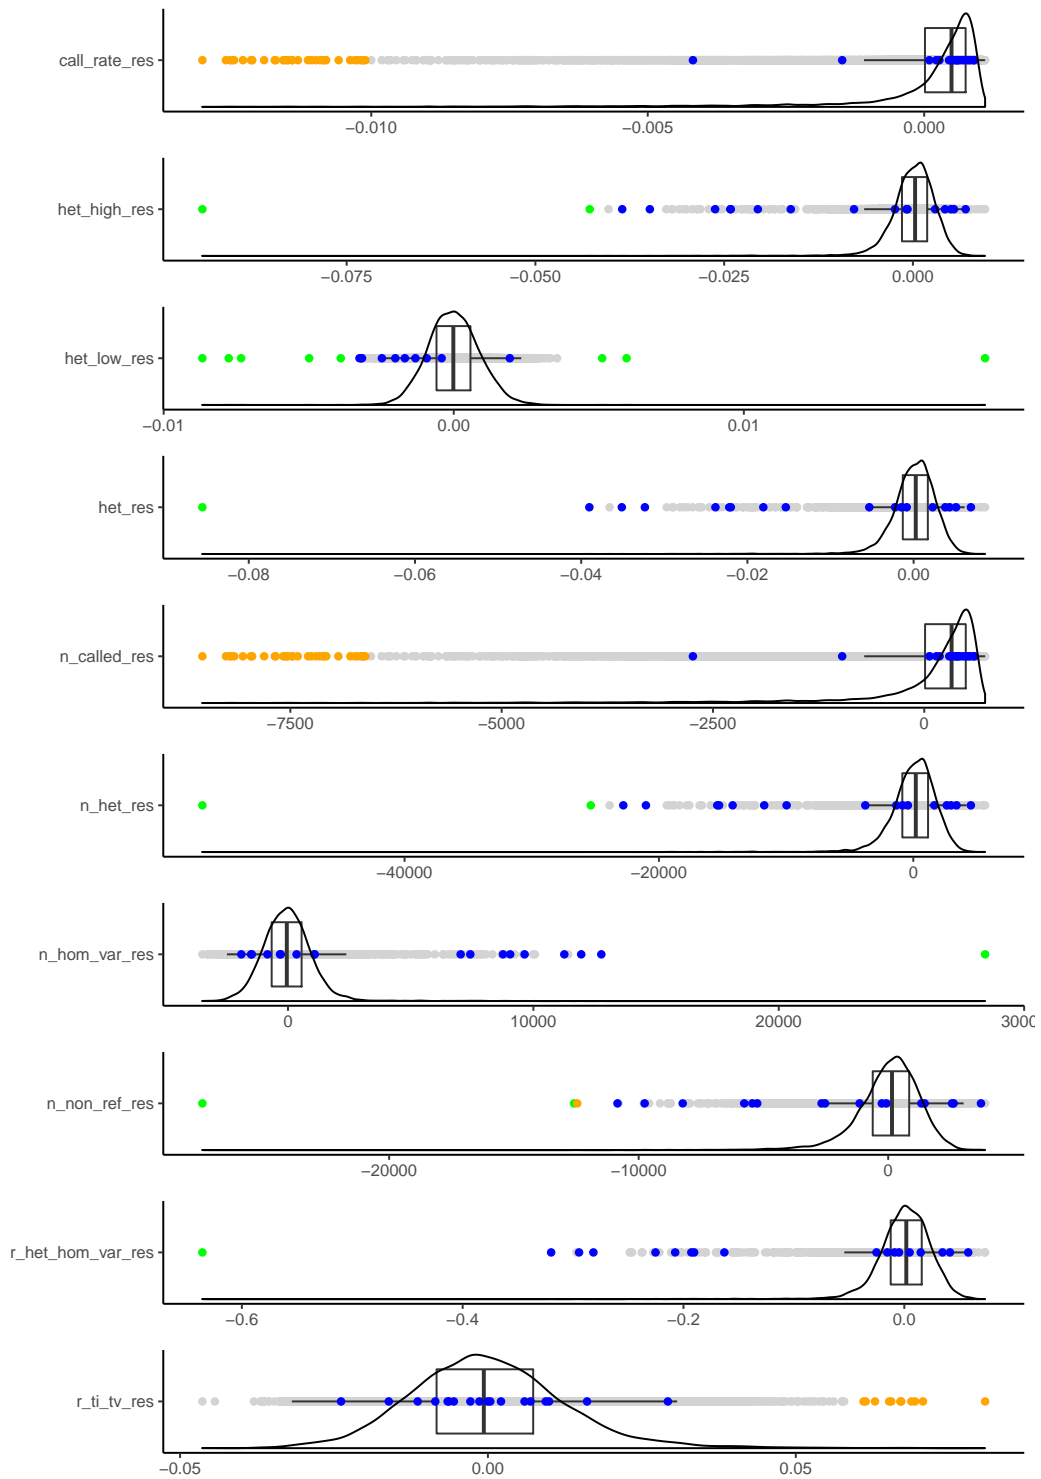 call_rate_res
−0.010 −0.005 0.000
het_high_res
−0.075 −0.050 −0.025 0.000
het_low_res
−0.01 0.00 0.01
het_res
−0.08 −0.06 −0.04 −0.02 0.00
n_called_res
−7500 −5000 −2500 0
n_het_res
−40000 −20000 0
n_hom_var_res
0 10000 20000 3000
n_non_ref_res
−20000 −10000 0
r_het_hom_var_res
−0.6 −0.4 −0.2 0.0
r_ti_tv_res
−0.05 0.00 0.05